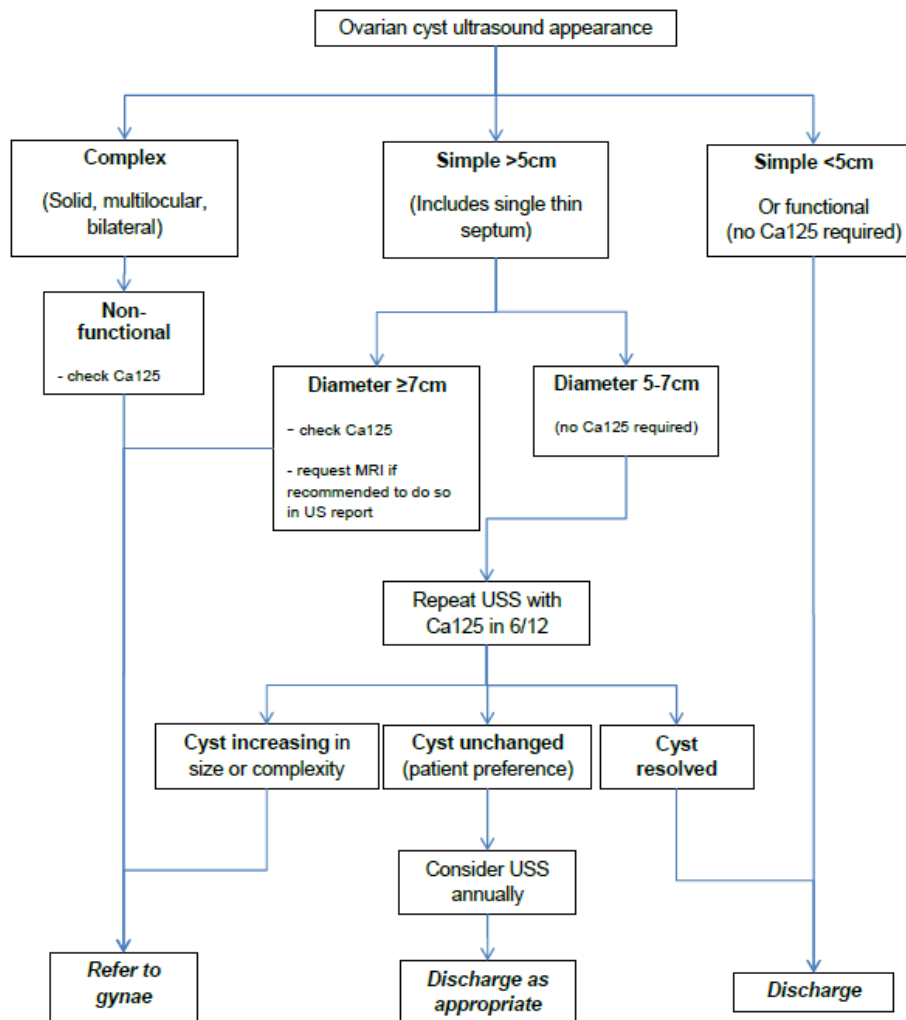 Ovarian cyst ultrasound appearance
Complex
(Solid, multilocular,
bilateral)
Simple >5cm
(Includes single thin
septum)
Simple <5cm
Or functional
(no Ca125 required)
Non-
functional
- check Ca125
Diameter ≥7cm
- check Ca125
- request MRI if
recommended to do so
in US report
Diameter 5-7cm
(no Ca125 required)
Repeat USS with
Ca125 in 6/12
Cyst increasing in
size or complexity
Cyst unchanged
(patient preference)
Cyst
resolved
Consider USS
annually
Refer to
gynae
Discharge as
appropriate
Discharge